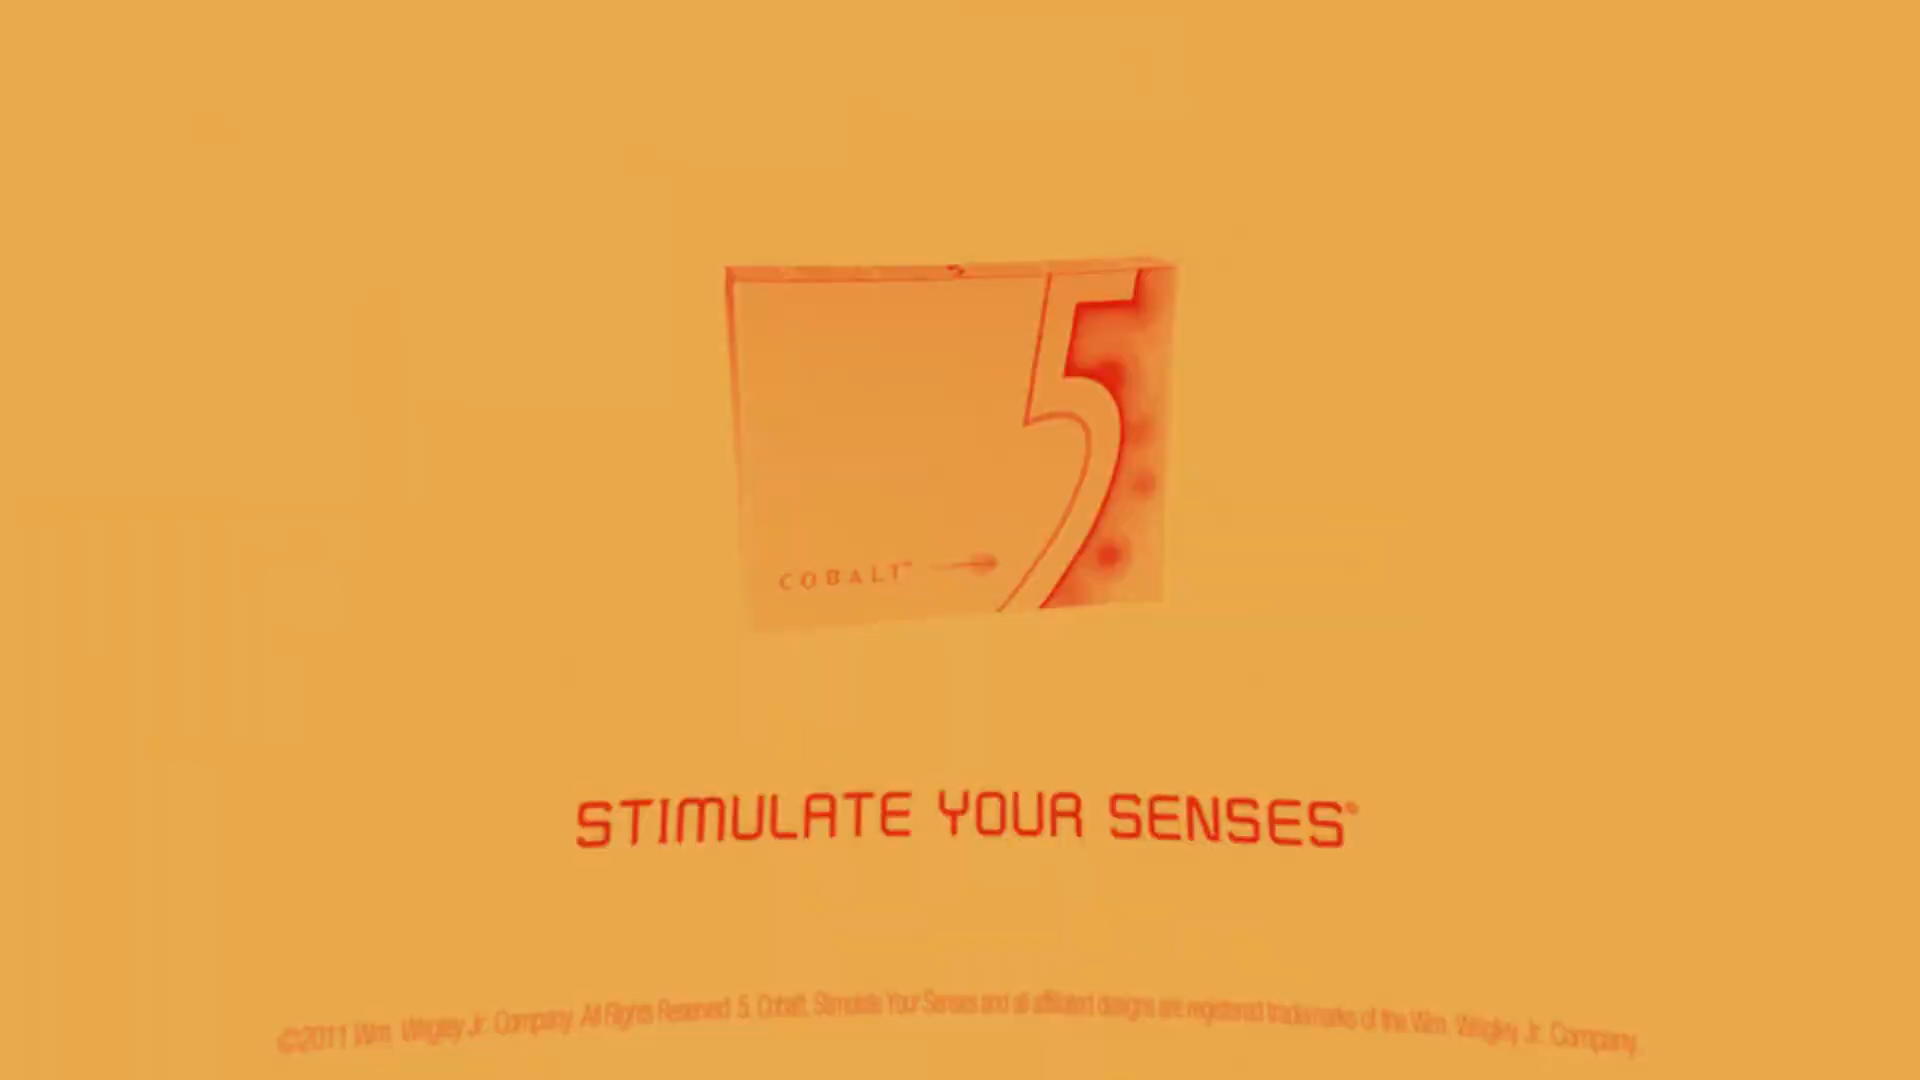 5
COBALT™
STIMULATE YOUR SENSES®
©2011 Wm. Wrigley Jr. Company. All Rights Reserved. 5, Cobalt, Stimulate Your Senses and all affiliated designs are registered trademarks of the Wm. Wrigley Jr. Company.